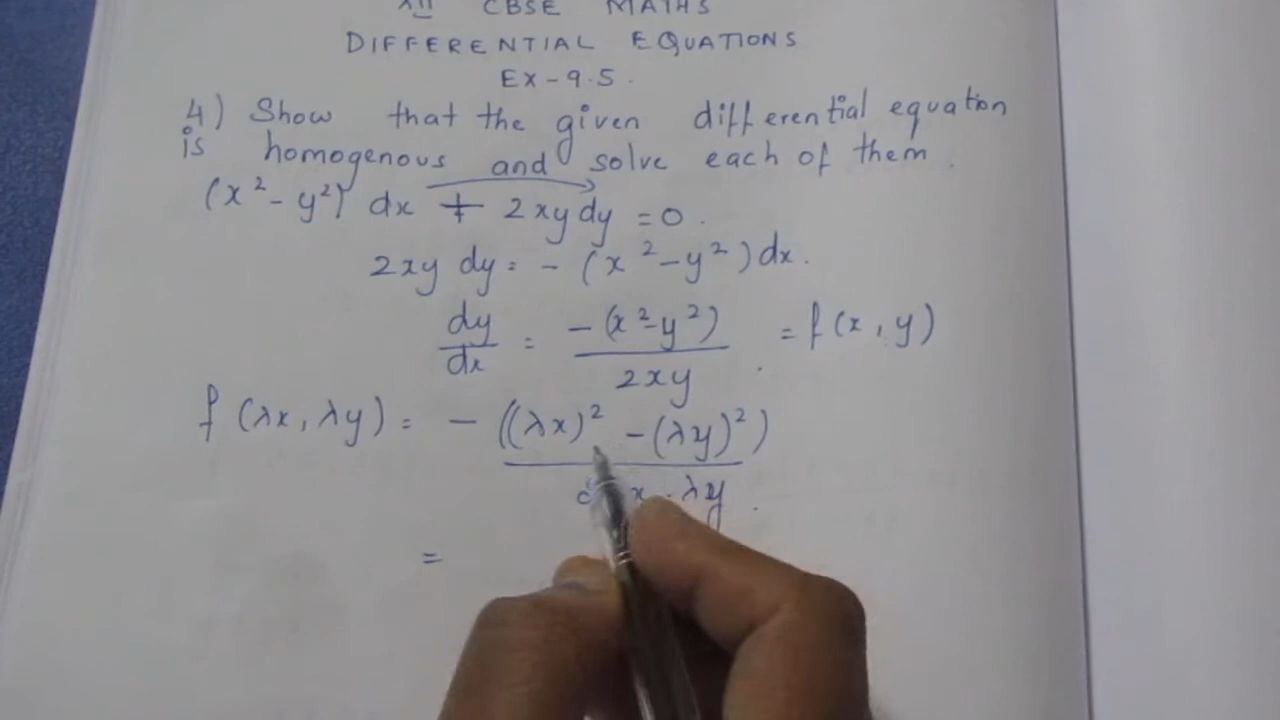 XII CBSE MATHS
DIFFERENTIAL EQUATIONS
EX-9.5.
4) Show that the given differential equation
is homogenous and solve each of them.
(x² - y²) dx + 2xy dy = 0.
2xy dy = - (x² - y²) dx.
dy/dx = -(x² - y²)/2xy = f(x, y)
f(λx, λy) = - ((λx)² - (λy)²)/ x · λy.
=